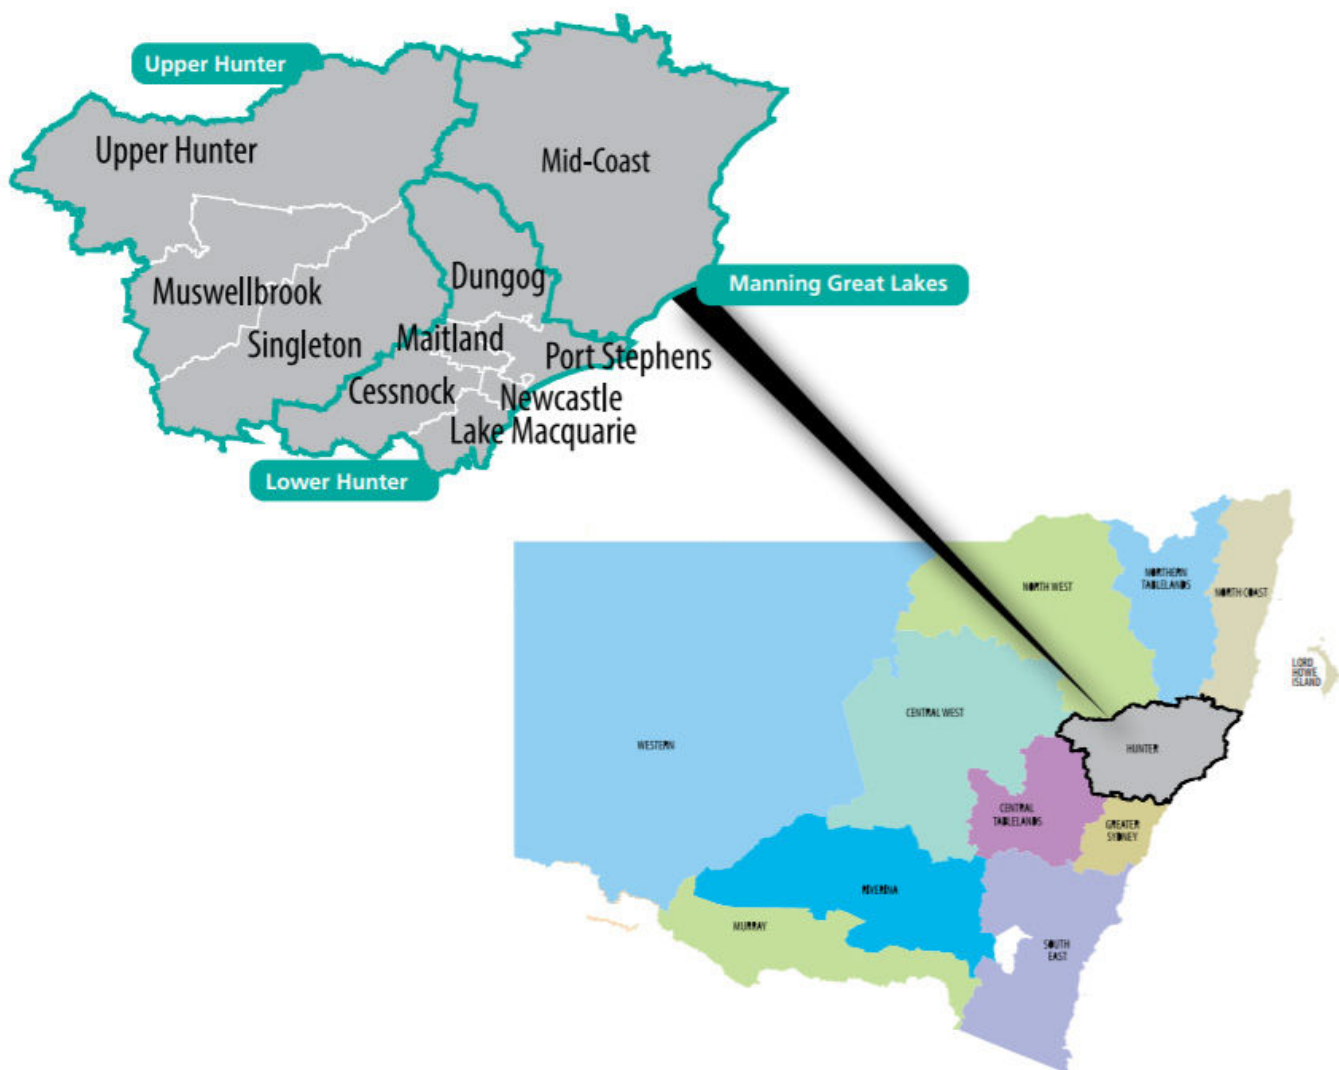 Upper Hunter
Upper Hunter
Mid-Coast
Dungog
Manning Great Lakes
Muswellbrook
Singleton
Maitland
Port Stephens
Cessnock
Newcastle
Lake Macquarie
Lower Hunter
NORTH WEST
NORTHERN
TABLELANDS
NORTH COAST
LORD
HOWE
ISLAND
CENTRAL WEST
WESTERN
HUNTER
CENTRAL
TABLELANDS
GREATER
SYDNEY
RIVERINA
MURRAY
SOUTH
EAST